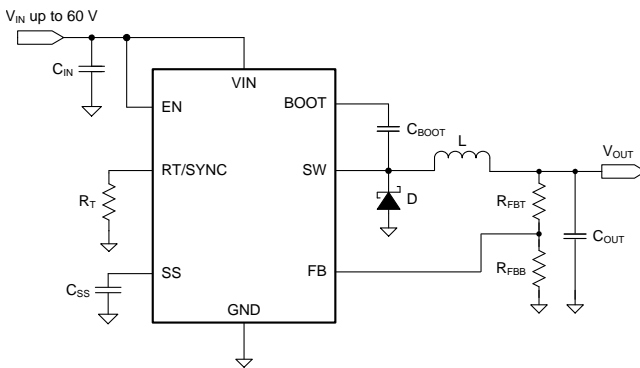 VIN up to 60 V
CIN
VIN
EN
BOOT
CBOOT
L
VOUT
RT/SYNC
SW
RT
D
RFBT
COUT
SS
FB
RFBB
CSS
GND